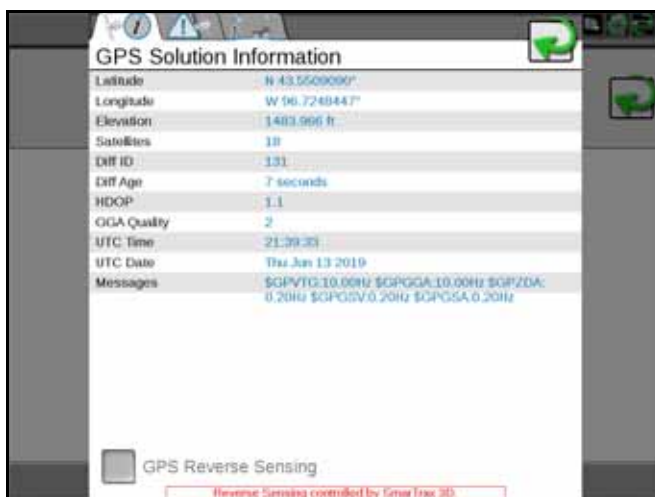 GPS Solution Information
Latitude N 43.5509090°
Longitude W 96.7248447°
Elevation 1483.966 ft
Satellites 18
Diff ID 131
Diff Age 7 seconds
HDOP 1.1
GGA Quality 2
UTC Time 21:39:33
UTC Date Thu Jun 13 2019
Messages $GPVTG:10.00Hz $GPGGA:10.00Hz $GPZDA:
0.20Hz $GPGSV:0.20Hz $GPGSA:0.20Hz
GPS Reverse Sensing
Reverse Sensing controlled by SmarTrax 3D.